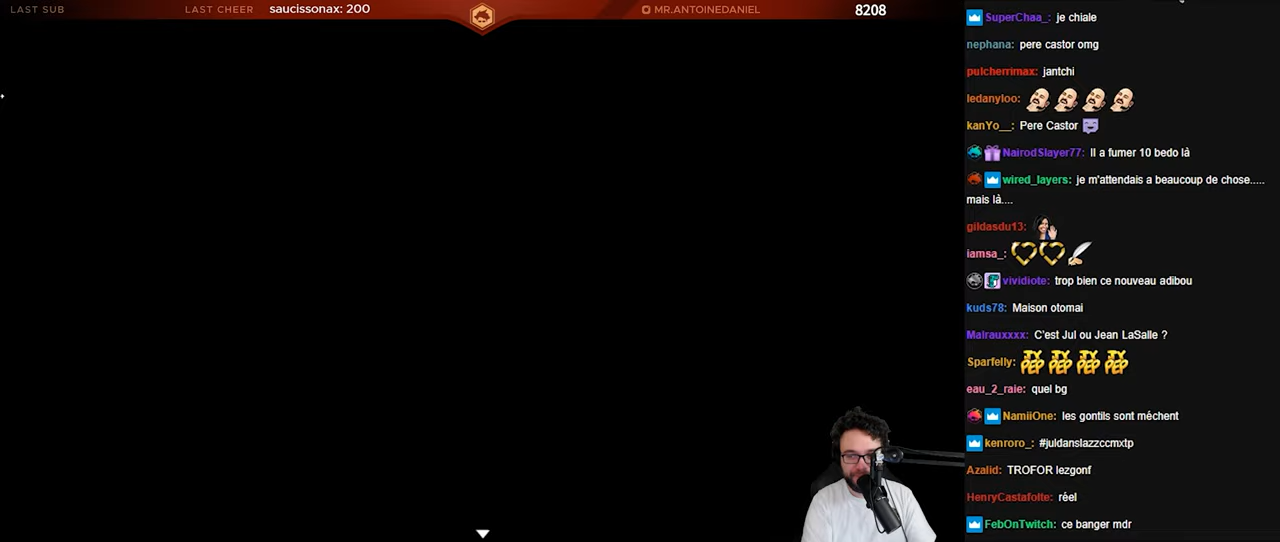 LAST SUB
LAST CHEER saucissonax: 200
MR.ANTOINEDANIEL
8208
SuperChaa_: je chiale
nephana: pere castor omg
pulcherrimax: jantchi
ledanyloo:
kanYo__: Pere Castor
NairodSlayer77: Il a fumer 10 bedo là
wired_layers: je m'attendais a beaucoup de chose.....
mais là....
gildasdu13:
iamsa_:
vividiote: trop bien ce nouveau adibou
kuds78: Maison otomai
Mairauxxxx: C'est Jul ou Jean LaSalle ?
Sparfelly:
eau_2_raie: quel bg
NamiiOne: les gontils sont méchent
kenroro_: #juldanslazzccmxtp
Azalid: TROFOR lezgonf
HenryCastafolte: réel
FebOnTwitch: ce banger mdr